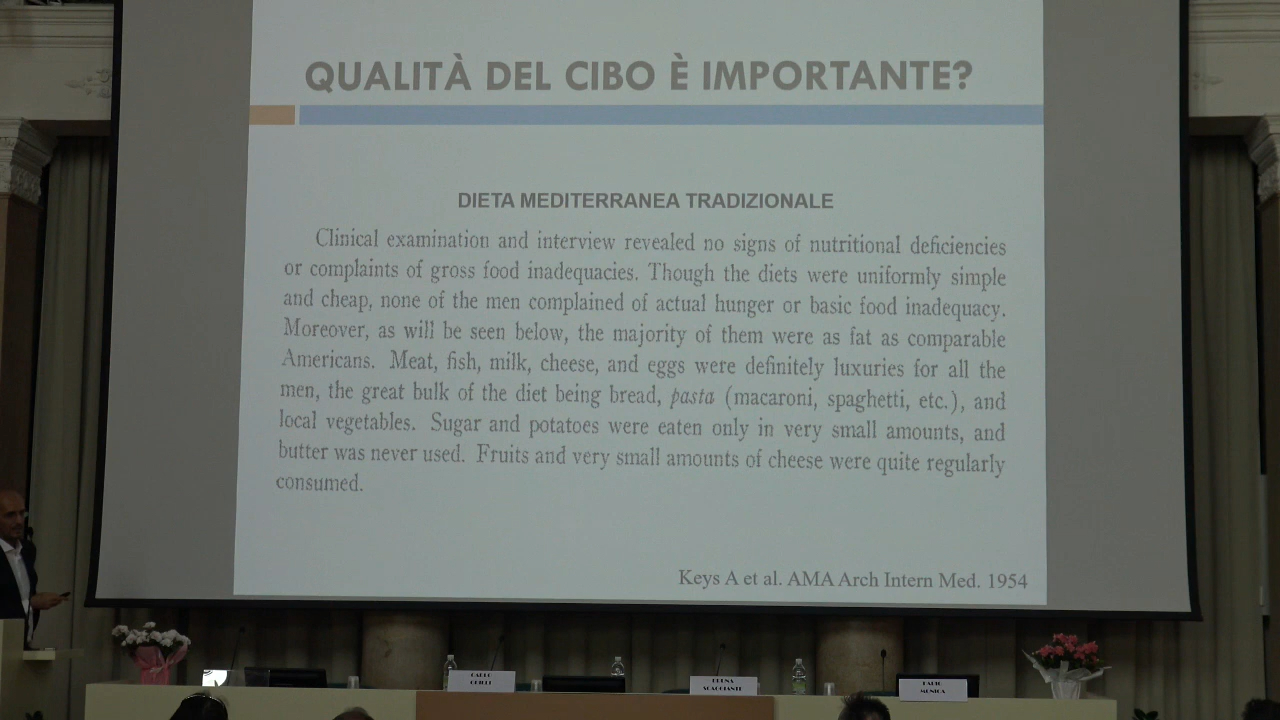 QUALITÀ DEL CIBO È IMPORTANTE?
DIETA MEDITERRANEA TRADIZIONALE
Clinical examination and interview revealed no signs of nutritional deficiencies
or complaints of gross food inadequacies. Though the diets were uniformly simple
and cheap, none of the men complained of actual hunger or basic food inadequacy.
Moreover, as will be seen below, the majority of them were as fat as comparable
Americans. Meat, fish, milk, cheese, and eggs were definitely luxuries for all the
men, the great bulk of the diet being bread, pasta (macaroni, spaghetti, etc.), and
local vegetables. Sugar and potatoes were eaten only in very small amounts, and
butter was never used. Fruits and very small amounts of cheese were quite regularly
consumed.
Keys A et al. AMA Arch Intern Med. 1954
SCACCIANTE
MONICA